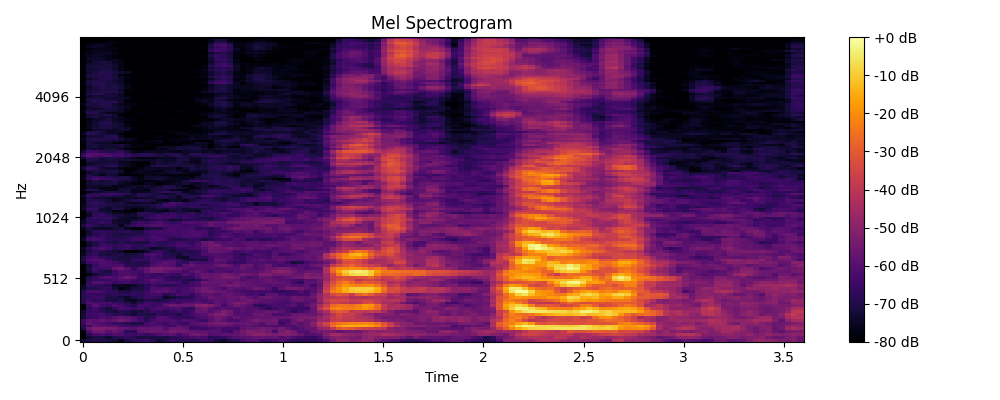 Mel Spectrogram
Hz
4096
2048
1024
512
0
0
0.5
1
1.5
2
2.5
3
3.5
Time
+0 dB
-10 dB
-20 dB
-30 dB
-40 dB
-50 dB
-60 dB
-70 dB
-80 dB